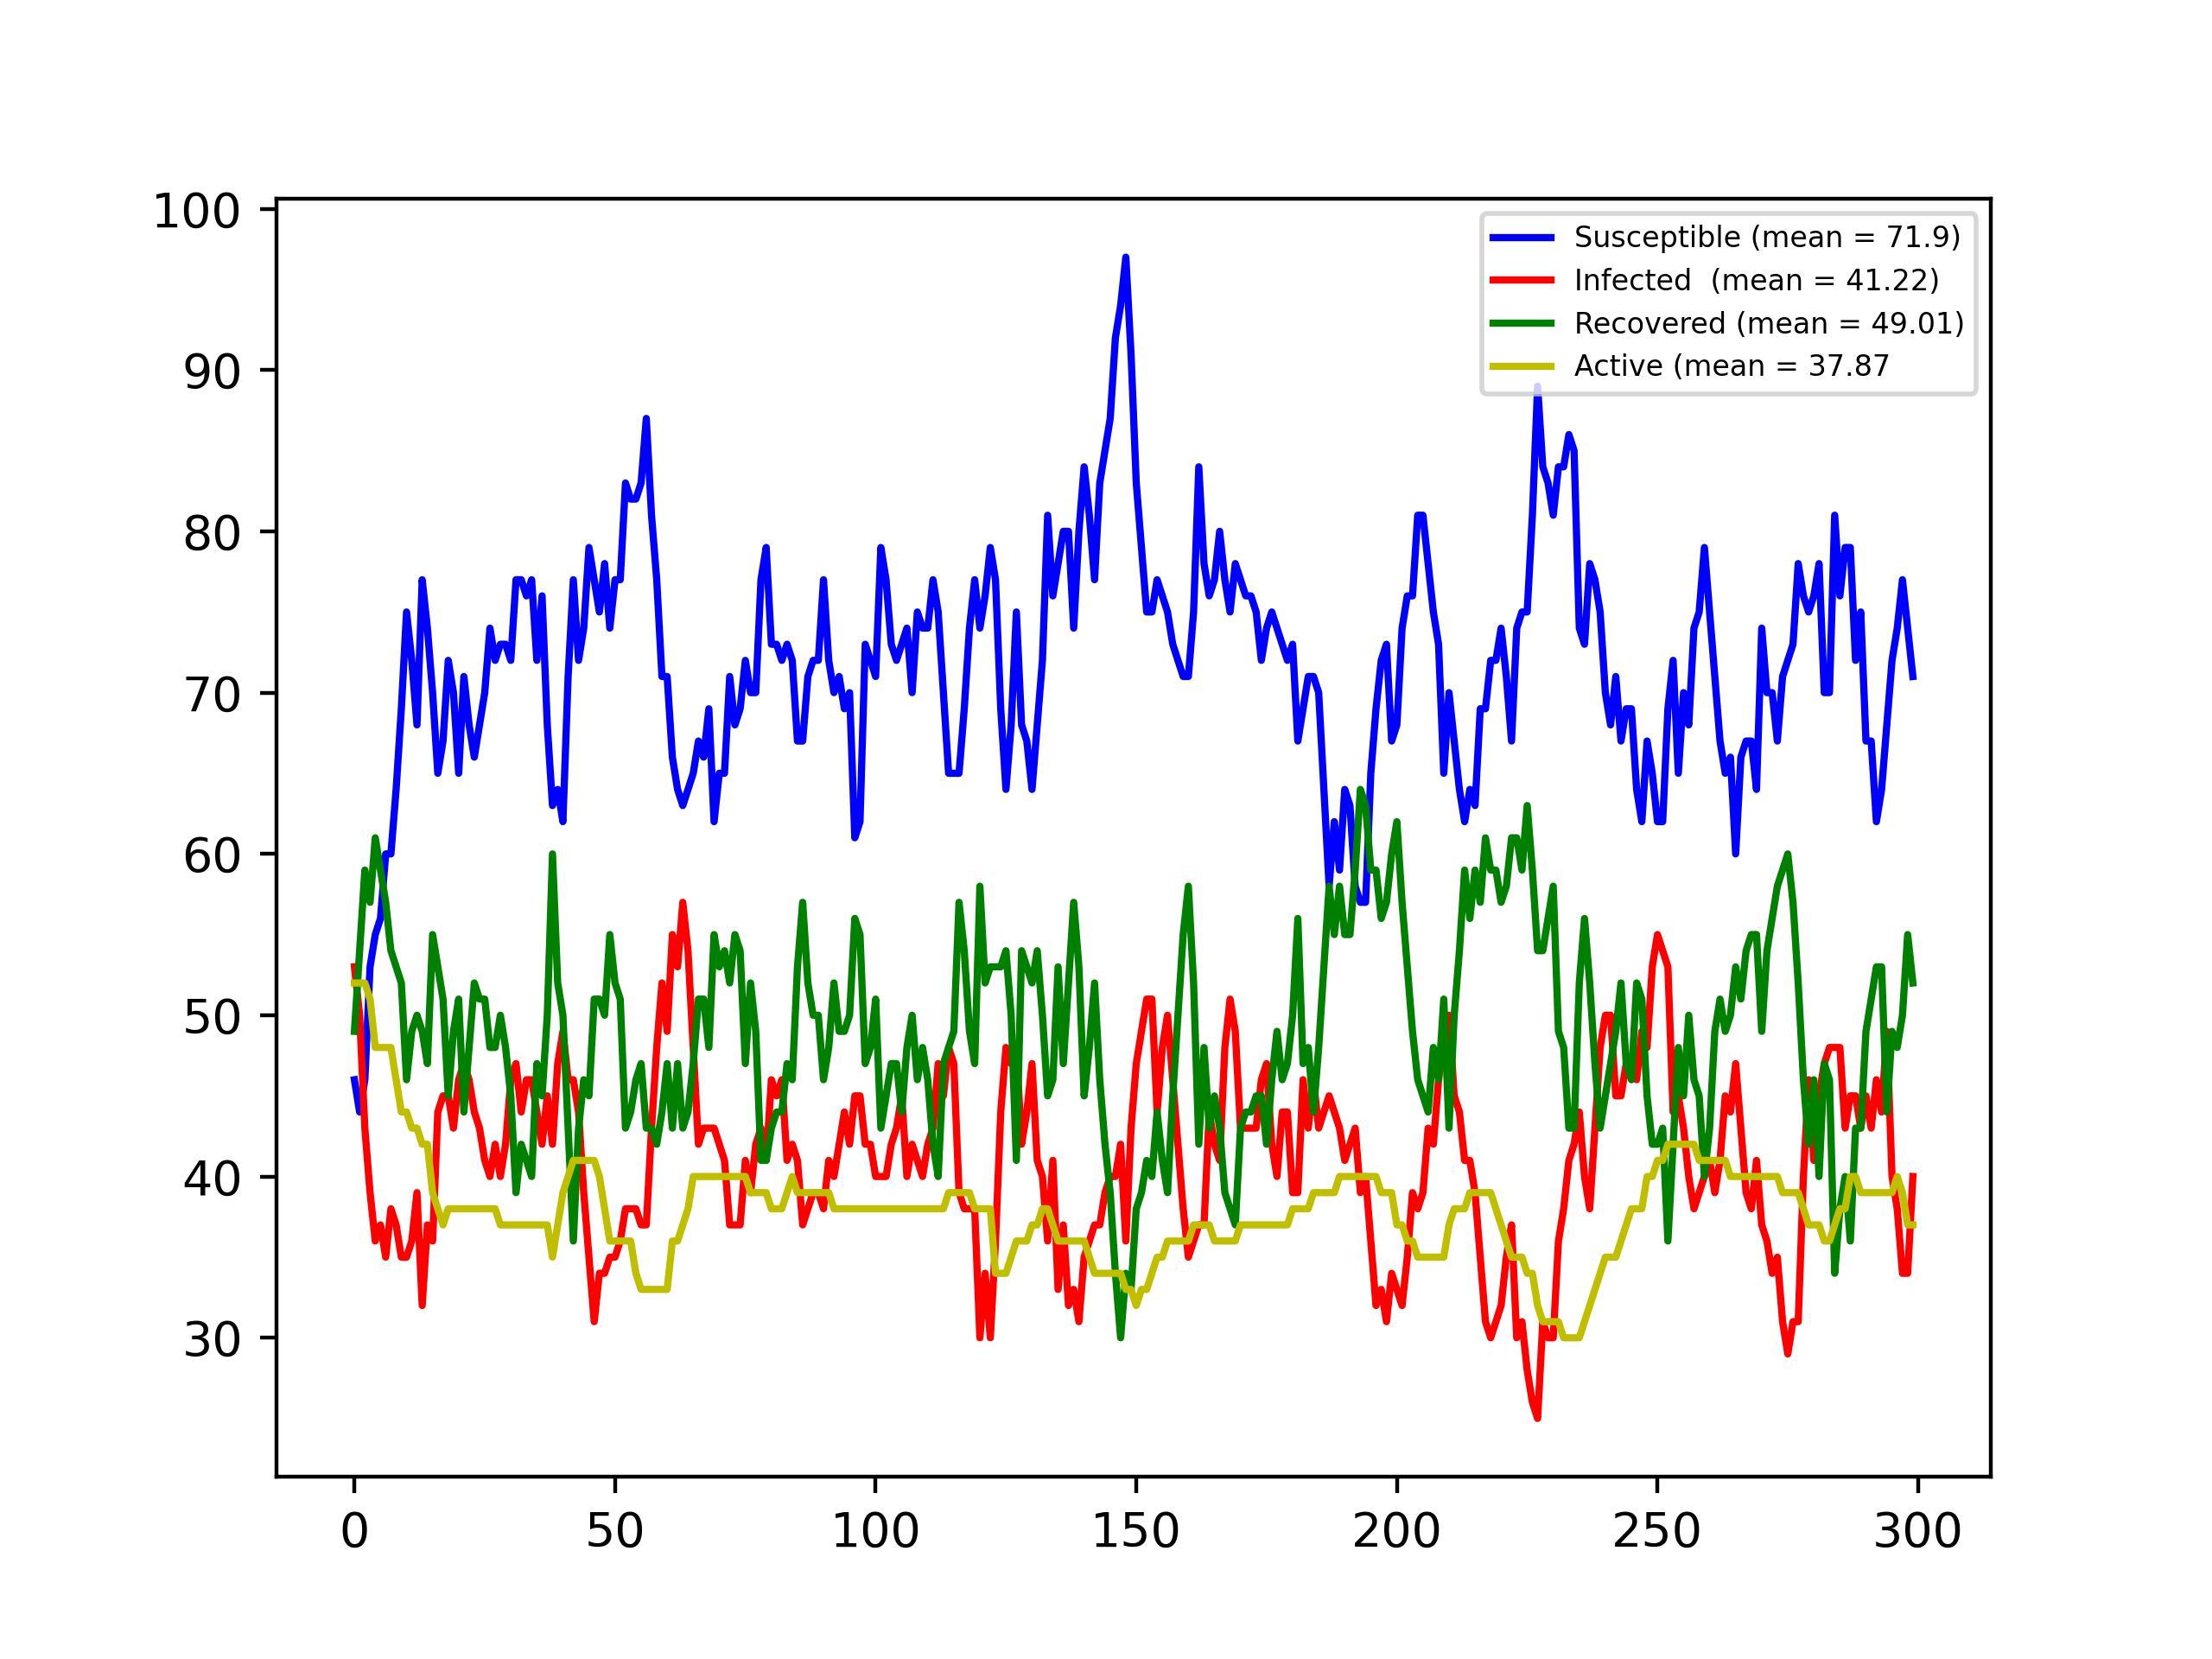 100
90
80
70
60
50
40
30
Susceptible (mean = 71.9)
Infected  (mean = 41.22)
Recovered (mean = 49.01)
Active (mean = 37.87
0 50 100 150 200 250 300